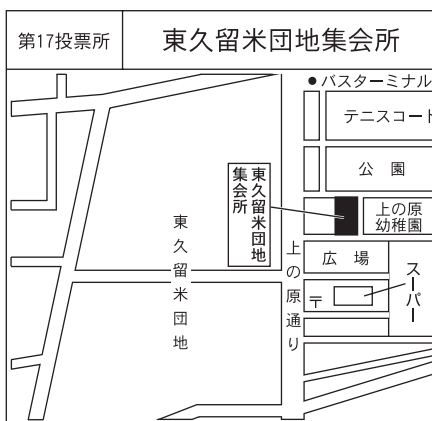 第17投票所
東久留米団地集会所
●バスターミナル
テニスコート
公園
上の原
幼稚園
東久留米団地
集会所
広場
スーパー
〒
上の原通り
東久留米団地